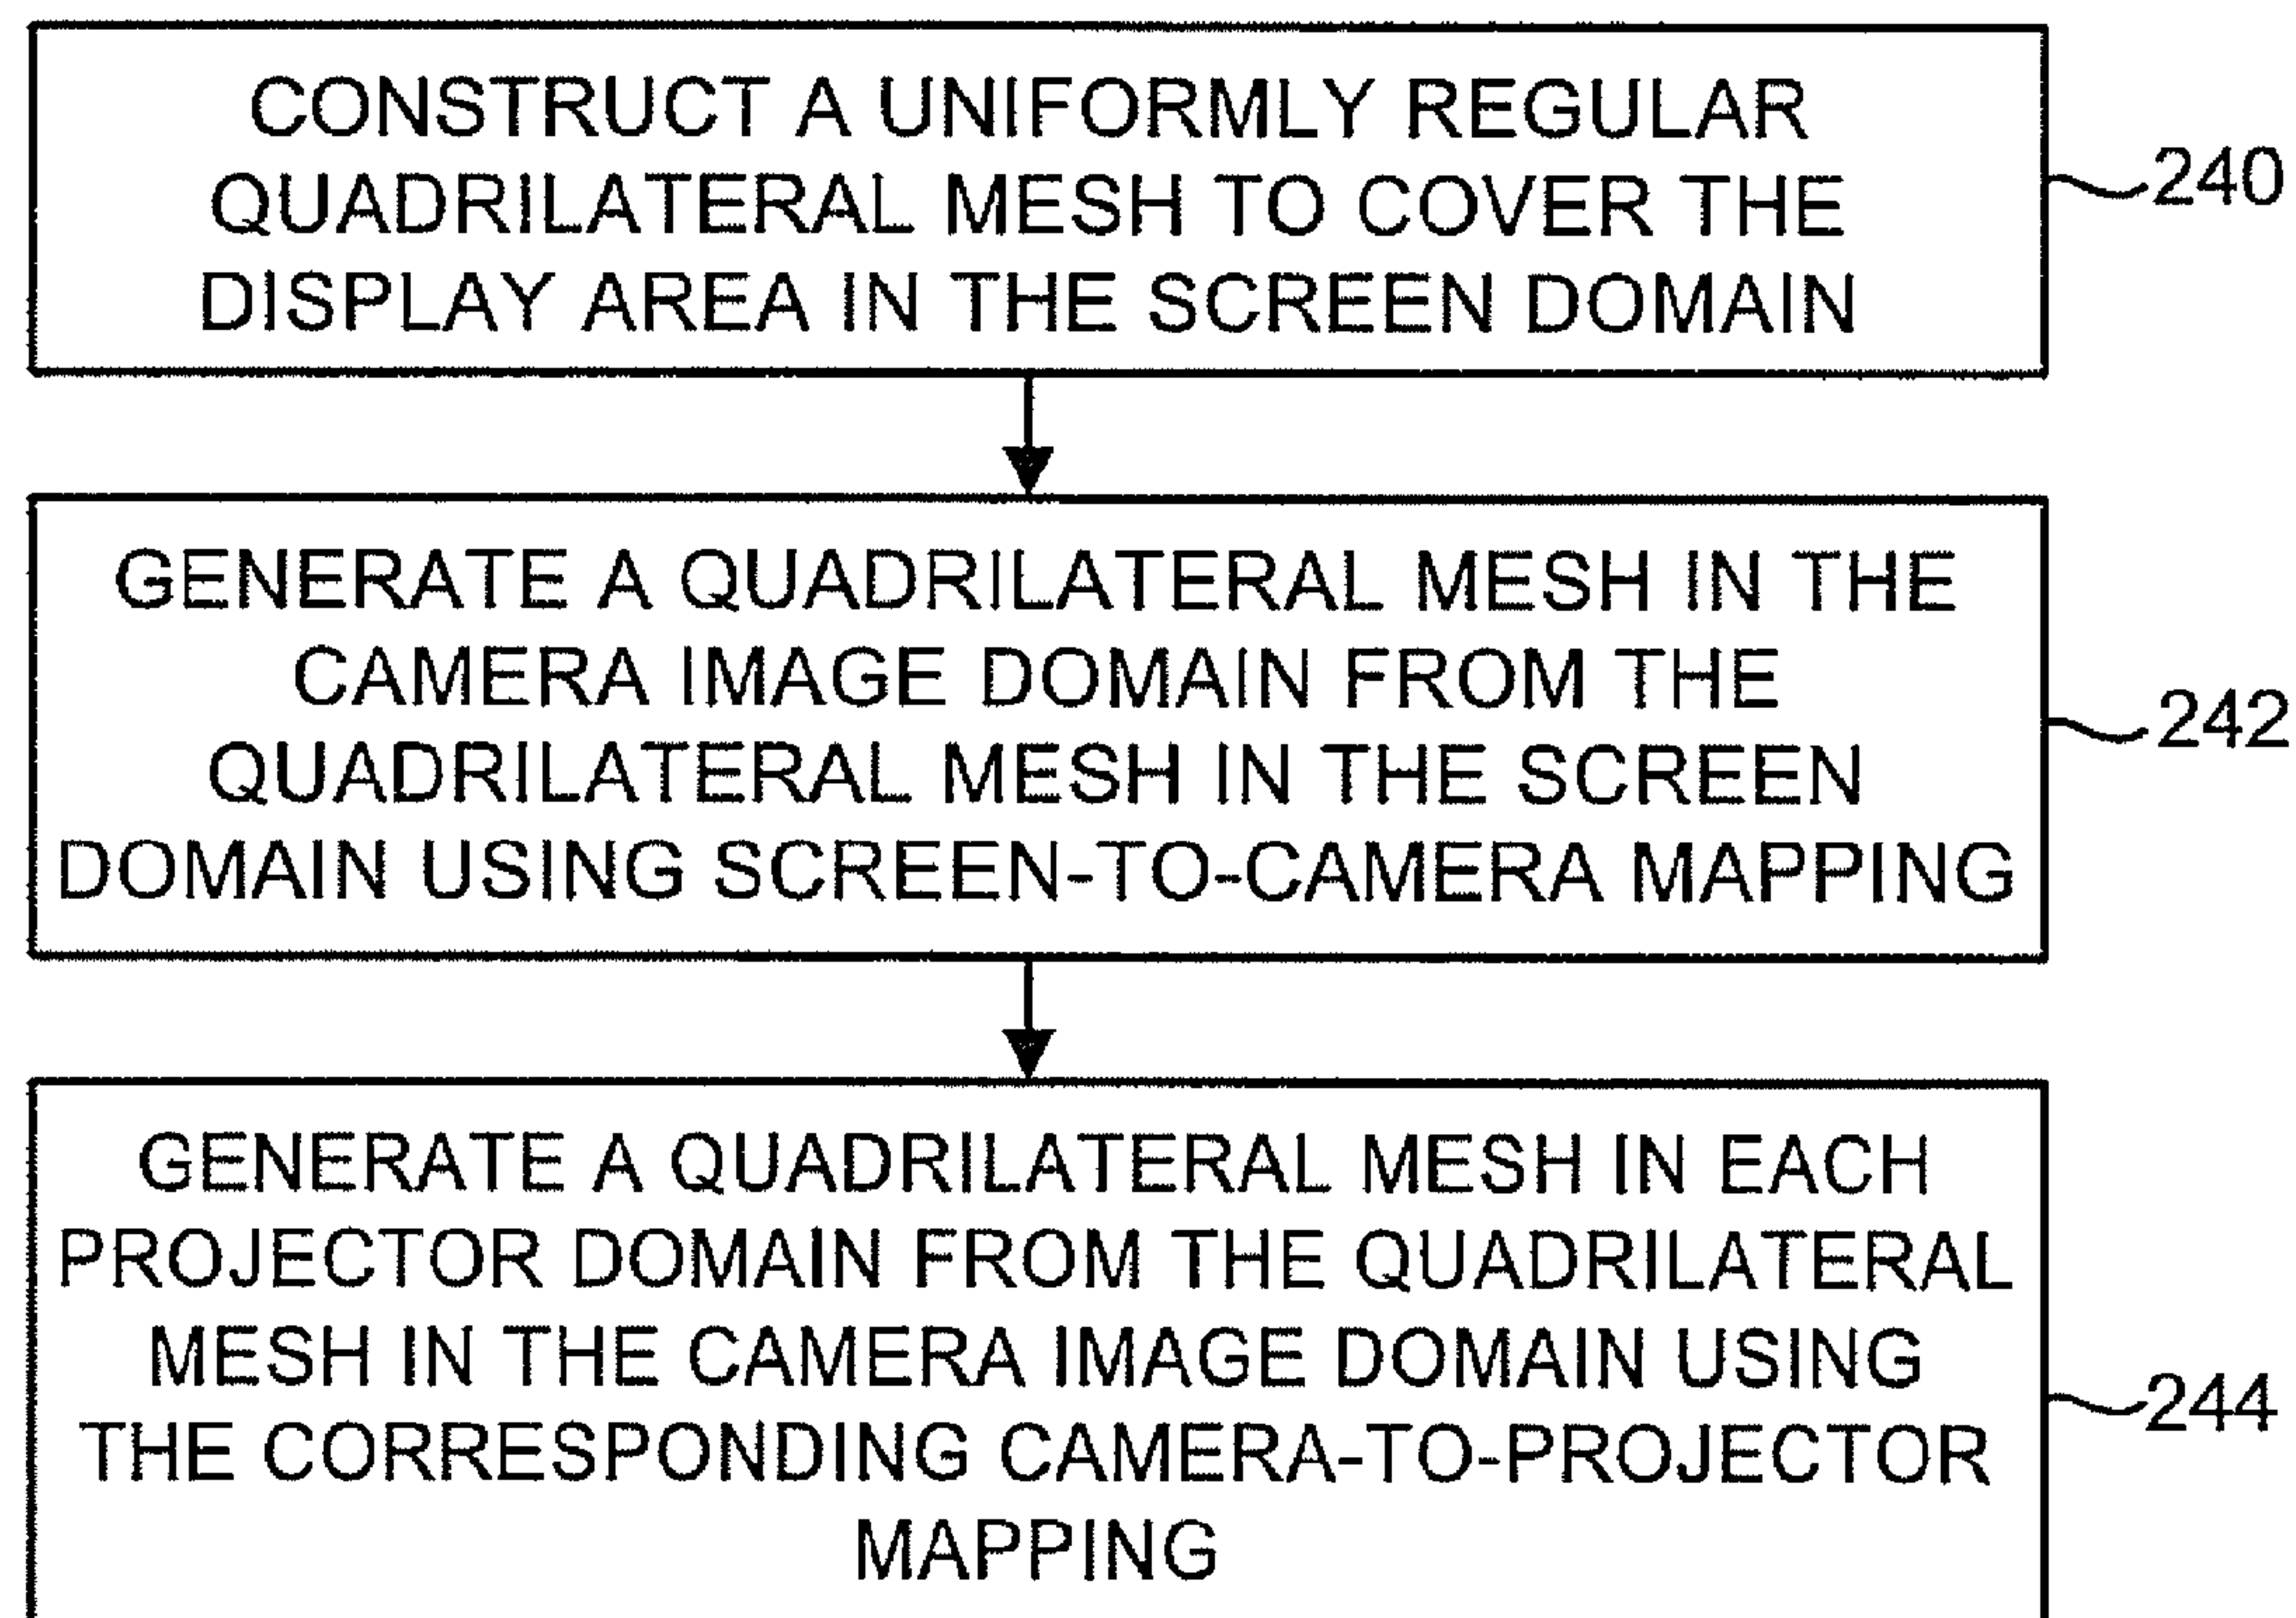 CONSTRUCT A UNIFORMLY REGULAR
QUADRILATERAL MESH TO COVER THE
DISPLAY AREA IN THE SCREEN DOMAIN
240
GENERATE A QUADRILATERAL MESH IN THE
CAMERA IMAGE DOMAIN FROM THE
QUADRILATERAL MESH IN THE SCREEN
DOMAIN USING SCREEN-TO-CAMERA MAPPING
242
GENERATE A QUADRILATERAL MESH IN EACH
PROJECTOR DOMAIN FROM THE QUADRILATERAL
MESH IN THE CAMERA IMAGE DOMAIN USING
THE CORRESPONDING CAMERA-TO-PROJECTOR
MAPPING
244